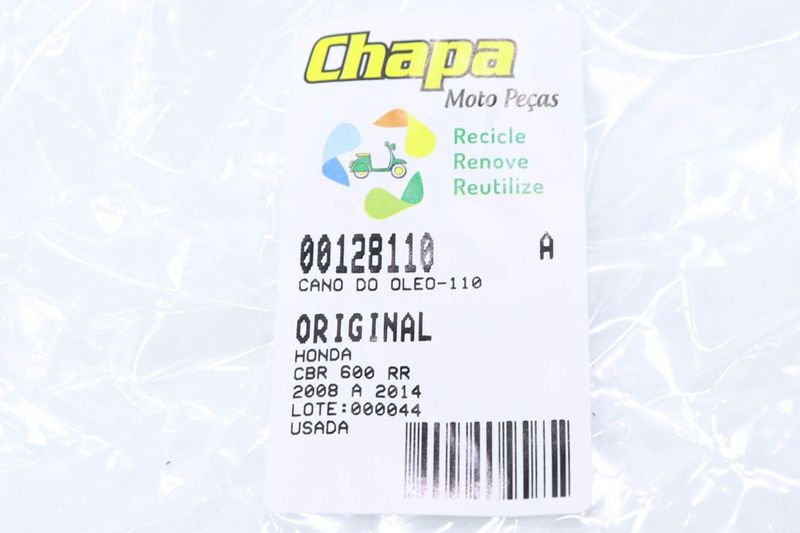 Chapa
Moto Peças
Recicle
Renove
Reutilize
00128110 A
CANO DO OLEO-110
ORIGINAL
HONDA
CBR 600 RR
2008 A 2014
LOTE:000044
USADA